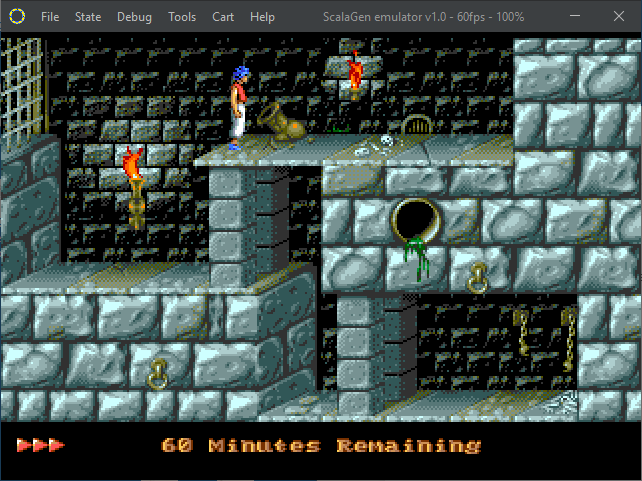 File State Debug Tools Cart Help ScalaGen emulator v1.0 - 60fps - 100%
60 Minutes Remaining